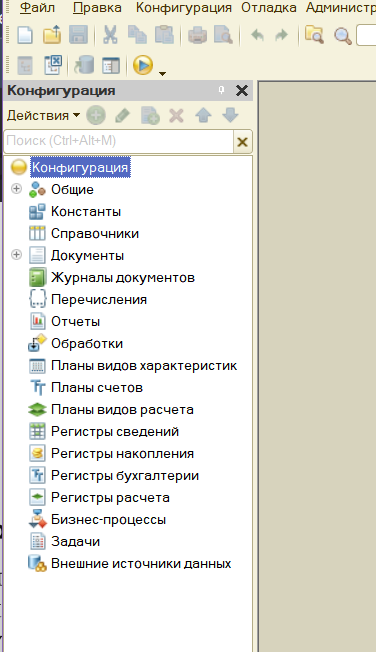 Файл Правка Конфигурация Отладка
Конфигурация
Действия
Поиск (Ctrl+Alt+M)
Конфигурация
Общие
Константы
Справочники
Документы
Журналы документов
Перечисления
Отчеты
Обработки
Планы видов характеристик
Планы счетов
Планы видов расчета
Регистры сведений
Регистры накопления
Регистры бухгалтерии
Регистры расчета
Бизнес-процессы
Задачи
Внешние источники данных